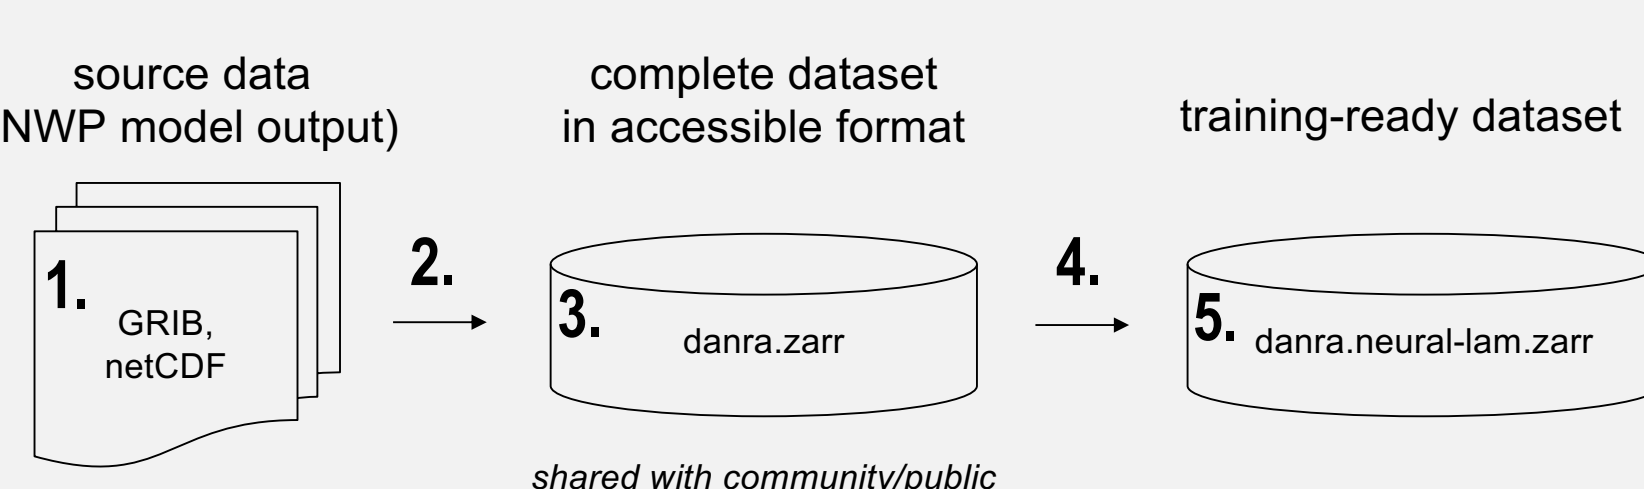 source data
NWP model output)
complete dataset
in accessible format
training-ready dataset
1.
GRIB,
netCDF
2.
3.
danra.zarr
4.
5.
danra.neural-lam.zarr
shared with community/public